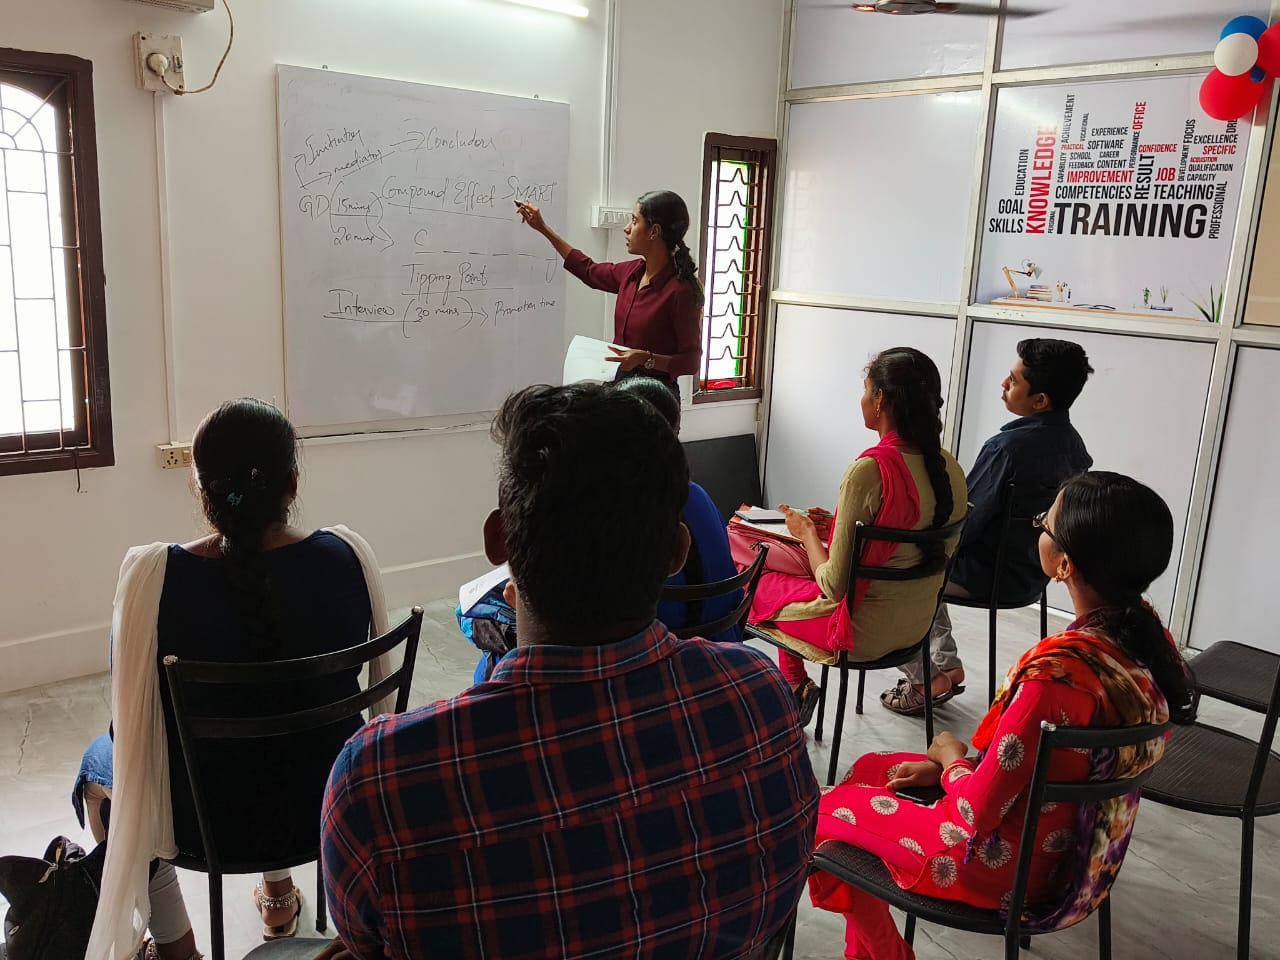 Initiator → Concluders
→ mediator
GD (15 mins
20 mins)
Compound Effect - SMART
C
Tipping Point
Interview (30 mins) → Promotion time
EDUCATION
GOAL
SKILLS
KNOWLEDGE
PERSONAL
CAPABILITY
ACHIEVEMENT
PRACTICAL
VOCATIONAL
EXPERIENCE
SOFTWARE
SCHOOL CAREER
FEEDBACK CONTENT
IMPROVEMENT
COMPETENCIES
TRAINING
PERFORMANCE
OFFICE
RESULT
CONFIDENCE
JOB
TEACHING
DEVELOPMENT
FOCUS
EXCELLENCE
SPECIFIC
ACQUISITION
QUALIFICATION
CAPACITY
PROFESSIONAL